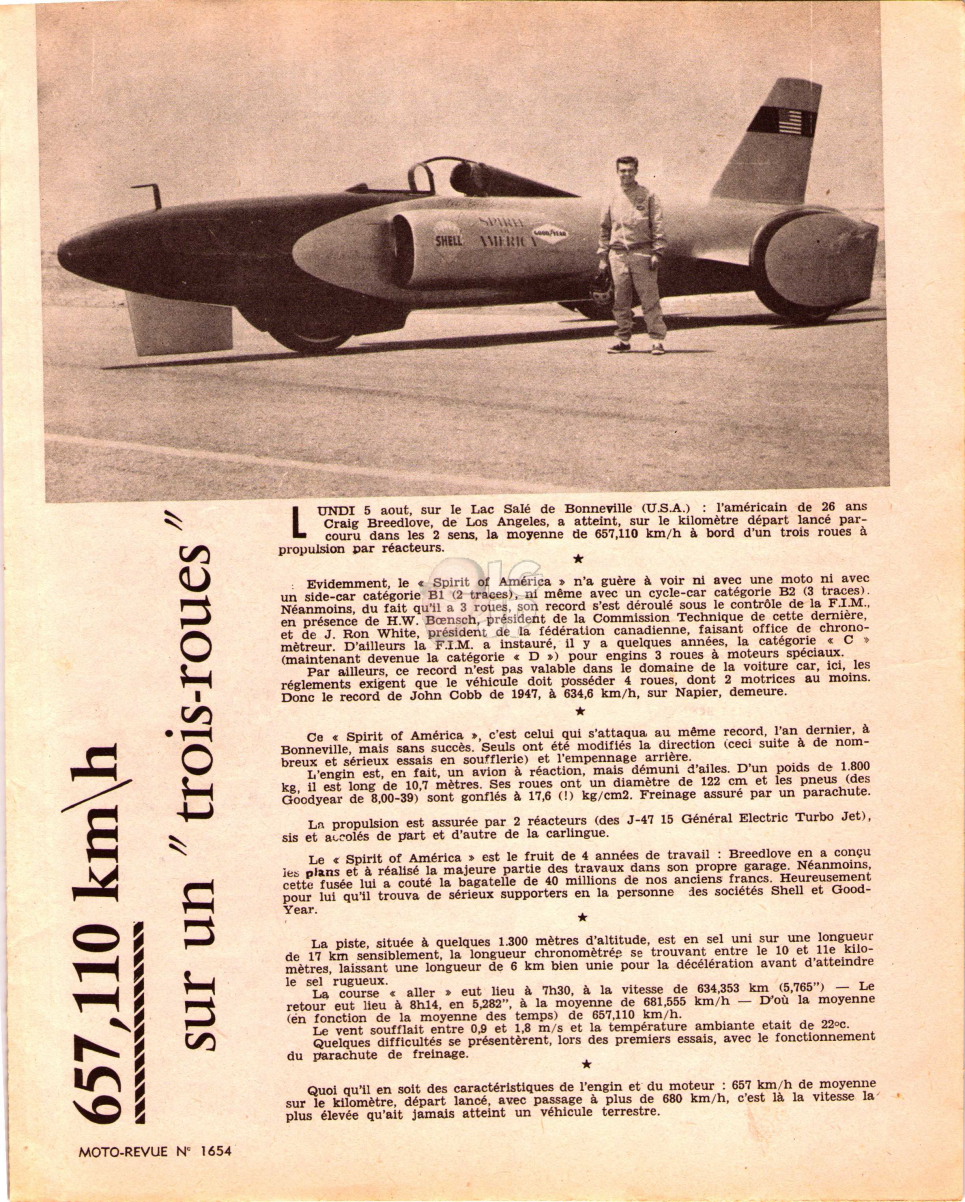 SHELL
SPIRIT
OF
AMERICA
GOODYEAR
657,110 km\h
sur un " trois-roues "
LUNDI 5 aout, sur le Lac Salé de Bonneville (U.S.A.) : l'américain de 26 ans
Craig Breedlove, de Los Angeles, a atteint, sur le kilomètre départ lancé par-
couru dans les 2 sens, la moyenne de 657,110 km/h à bord d'un trois roues à
propulsion par réacteurs.
★
Evidemment, le « Spirit of América » n'a guère à voir ni avec une moto ni avec
un side-car catégorie B1 (2 traces), ni même avec un cycle-car catégorie B2 (3 traces).
Néanmoins, du fait qu'il a 3 roues, son record s'est déroulé sous le contrôle de la F.I.M.,
en présence de H.W. Bœnsch, président de la Commission Technique de cette dernière,
et de J. Ron White, président de la fédération canadienne, faisant office de chrono-
mètreur. D'ailleurs la F.I.M. a instauré, il y a quelques années, la catégorie « C »
(maintenant devenue la catégorie « D ») pour engins 3 roues à moteurs spéciaux.
Par ailleurs, ce record n'est pas valable dans le domaine de la voiture car, ici, les
réglements exigent que le véhicule doit posséder 4 roues, dont 2 motrices au moins.
Donc le record de John Cobb de 1947, à 634,6 km/h, sur Napier, demeure.
★
Ce « Spirit of América », c'est celui qui s'attaqua au même record, l'an dernier, à
Bonneville, mais sans succès. Seuls ont été modifiés la direction (ceci suite à de nom-
breux et sérieux essais en soufflerie) et l'empennage arrière.
L'engin est, en fait, un avion à réaction, mais démuni d'ailes. D'un poids de 1.800
kg, il est long de 10,7 mètres. Ses roues ont un diamètre de 122 cm et les pneus (des
Goodyear de 8,00-39) sont gonflés à 17,6 (!) kg/cm2. Freinage assuré par un parachute.
La propulsion est assurée par 2 réacteurs (des J-47 15 Général Electric Turbo Jet),
sis et accolés de part et d'autre de la carlingue.
Le « Spirit of América » est le fruit de 4 années de travail : Breedlove en a conçu
les plans et à réalisé la majeure partie des travaux dans son propre garage. Néanmoins,
cette fusée lui a couté la bagatelle de 40 millions de nos anciens francs. Heureusement
pour lui qu'il trouva de sérieux supporters en la personne des sociétés Shell et Good-
Year.
★
La piste, située à quelques 1.300 mètres d'altitude, est en sel uni sur une longueur
de 17 km sensiblement, la longueur chronométrée se trouvant entre le 10 et 11e kilo-
mètres, laissant une longueur de 6 km bien unie pour la décélération avant d'atteindre
le sel rugueux.
La course « aller » eut lieu à 7h30, à la vitesse de 634,353 km (5,765") — Le
retour eut lieu à 8h14, en 5,282", à la moyenne de 681,555 km/h — D'où la moyenne
(en fonction de la moyenne des temps) de 657,110 km/h.
Le vent soufflait entre 0,9 et 1,8 m/s et la température ambiante etait de 22ºc.
Quelques difficultés se présentèrent, lors des premiers essais, avec le fonctionnement
du parachute de freinage.
★
Quoi qu'il en soit des caractéristiques de l'engin et du moteur : 657 km/h de moyenne
sur le kilomètre, départ lancé, avec passage à plus de 680 km/h, c'est là la vitesse la
plus élevée qu'ait jamais atteint un véhicule terrestre.
MOTO-REVUE N° 1654